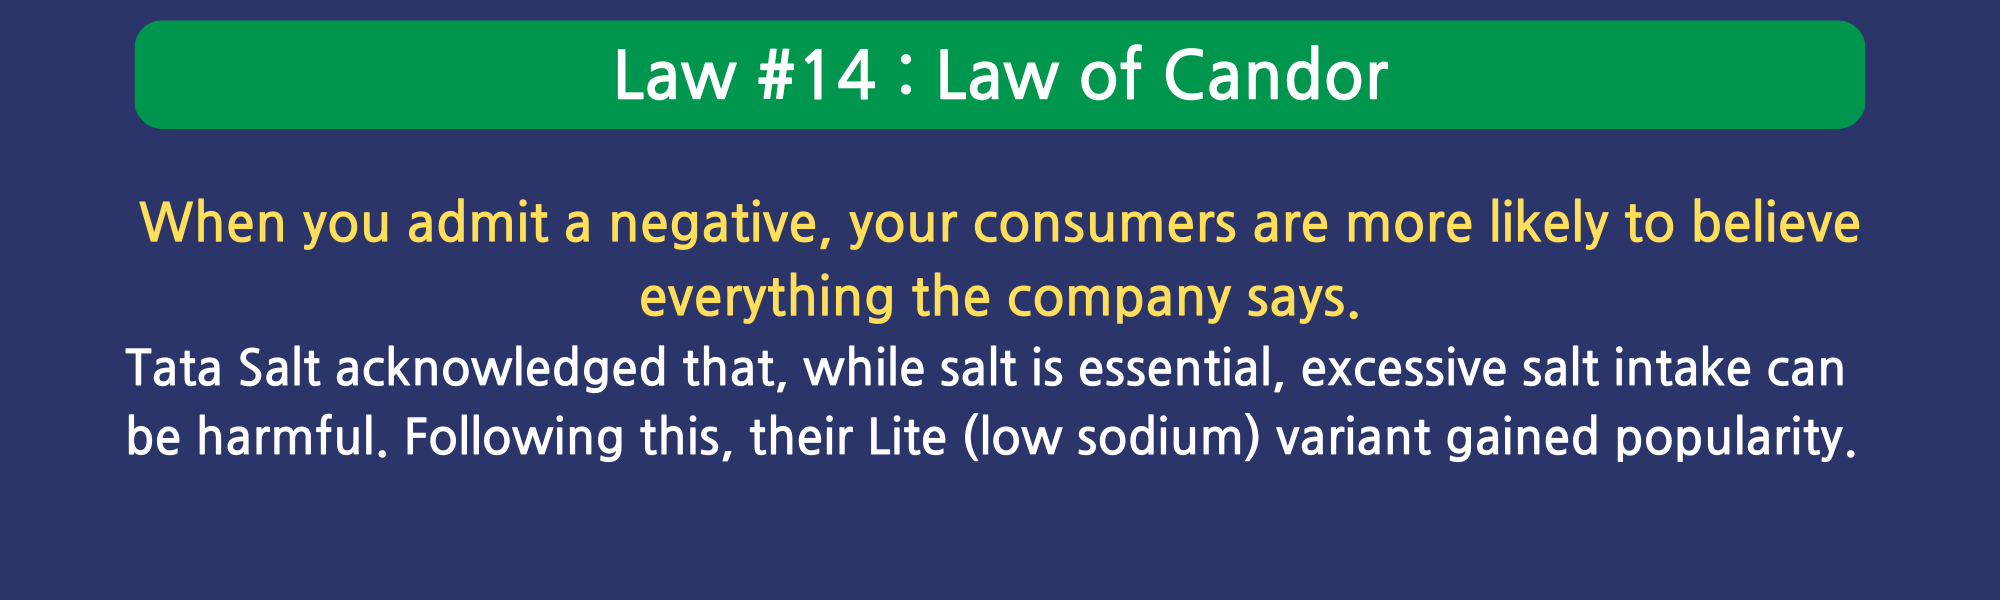 Law #14 : Law of Candor
When you admit a negative, your consumers are more likely to believe
everything the company says.
Tata Salt acknowledged that, while salt is essential, excessive salt intake can
be harmful. Following this, their Lite (low sodium) variant gained popularity.